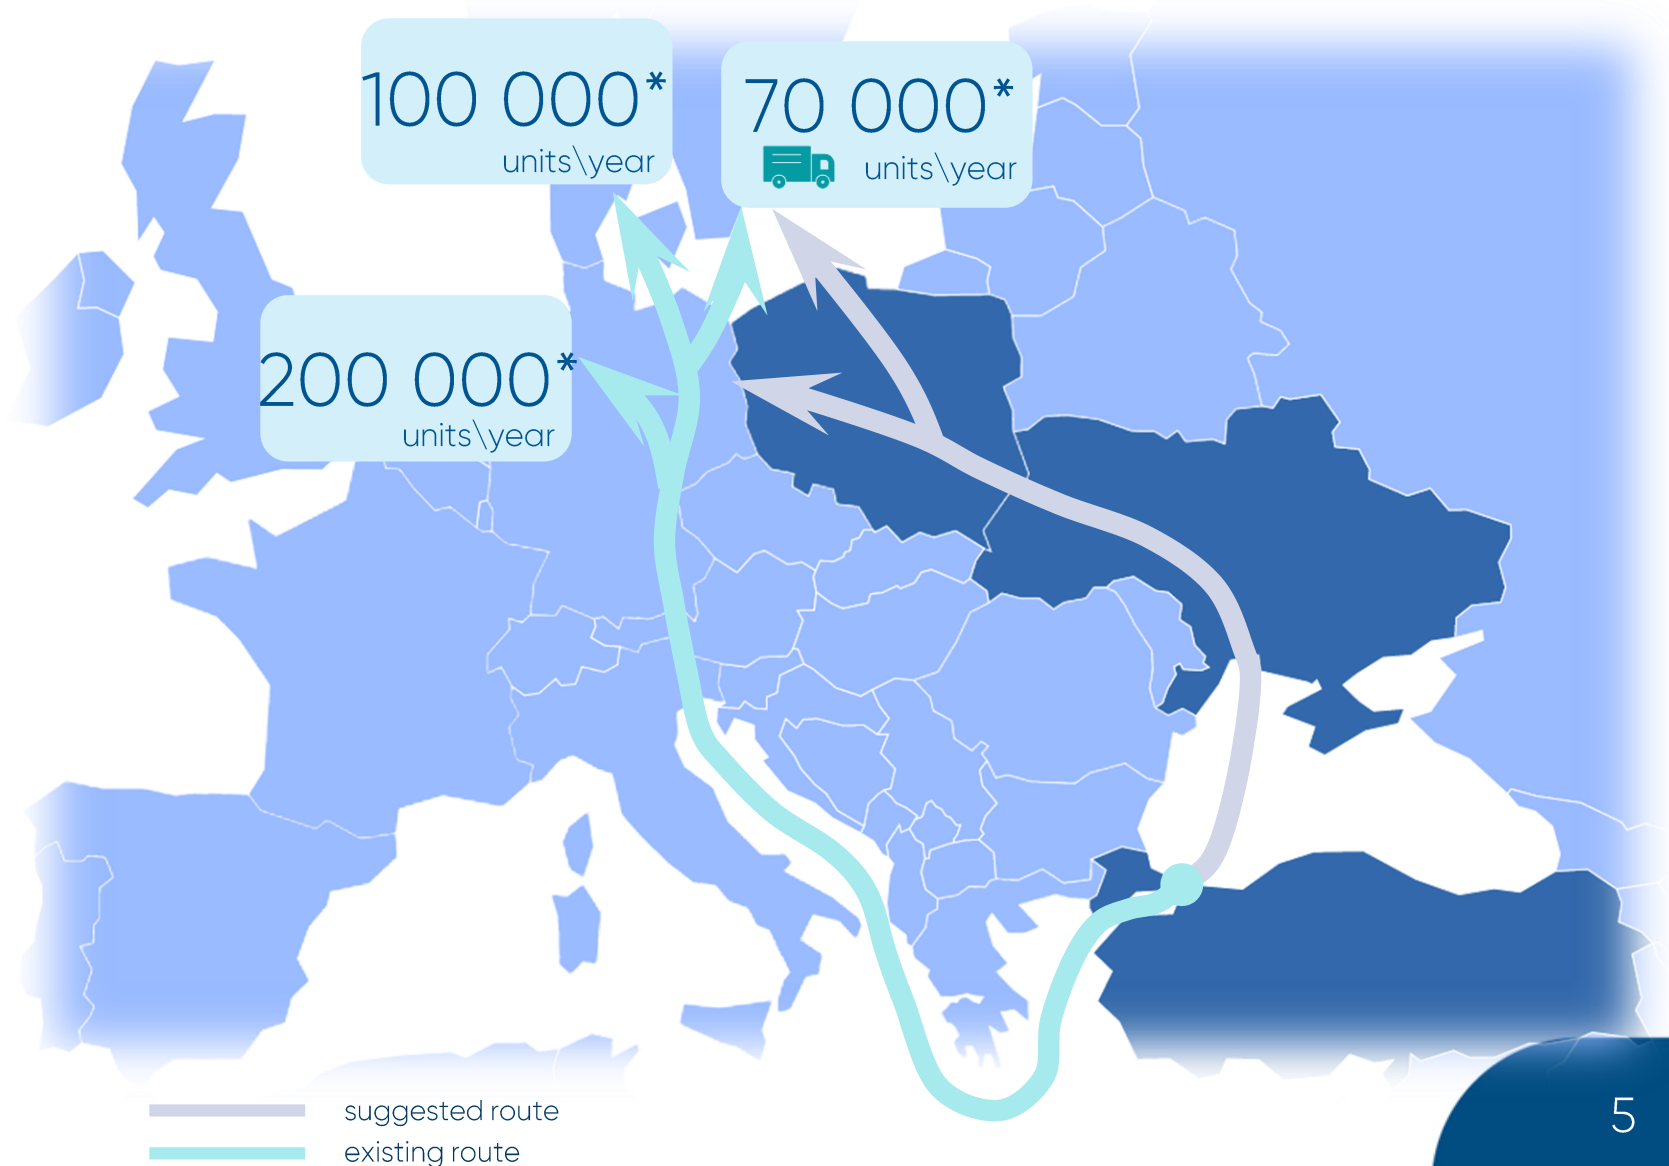 100 000*
units\year
70 000*
units\year
200 000*
units\year
suggested route
existing route
5